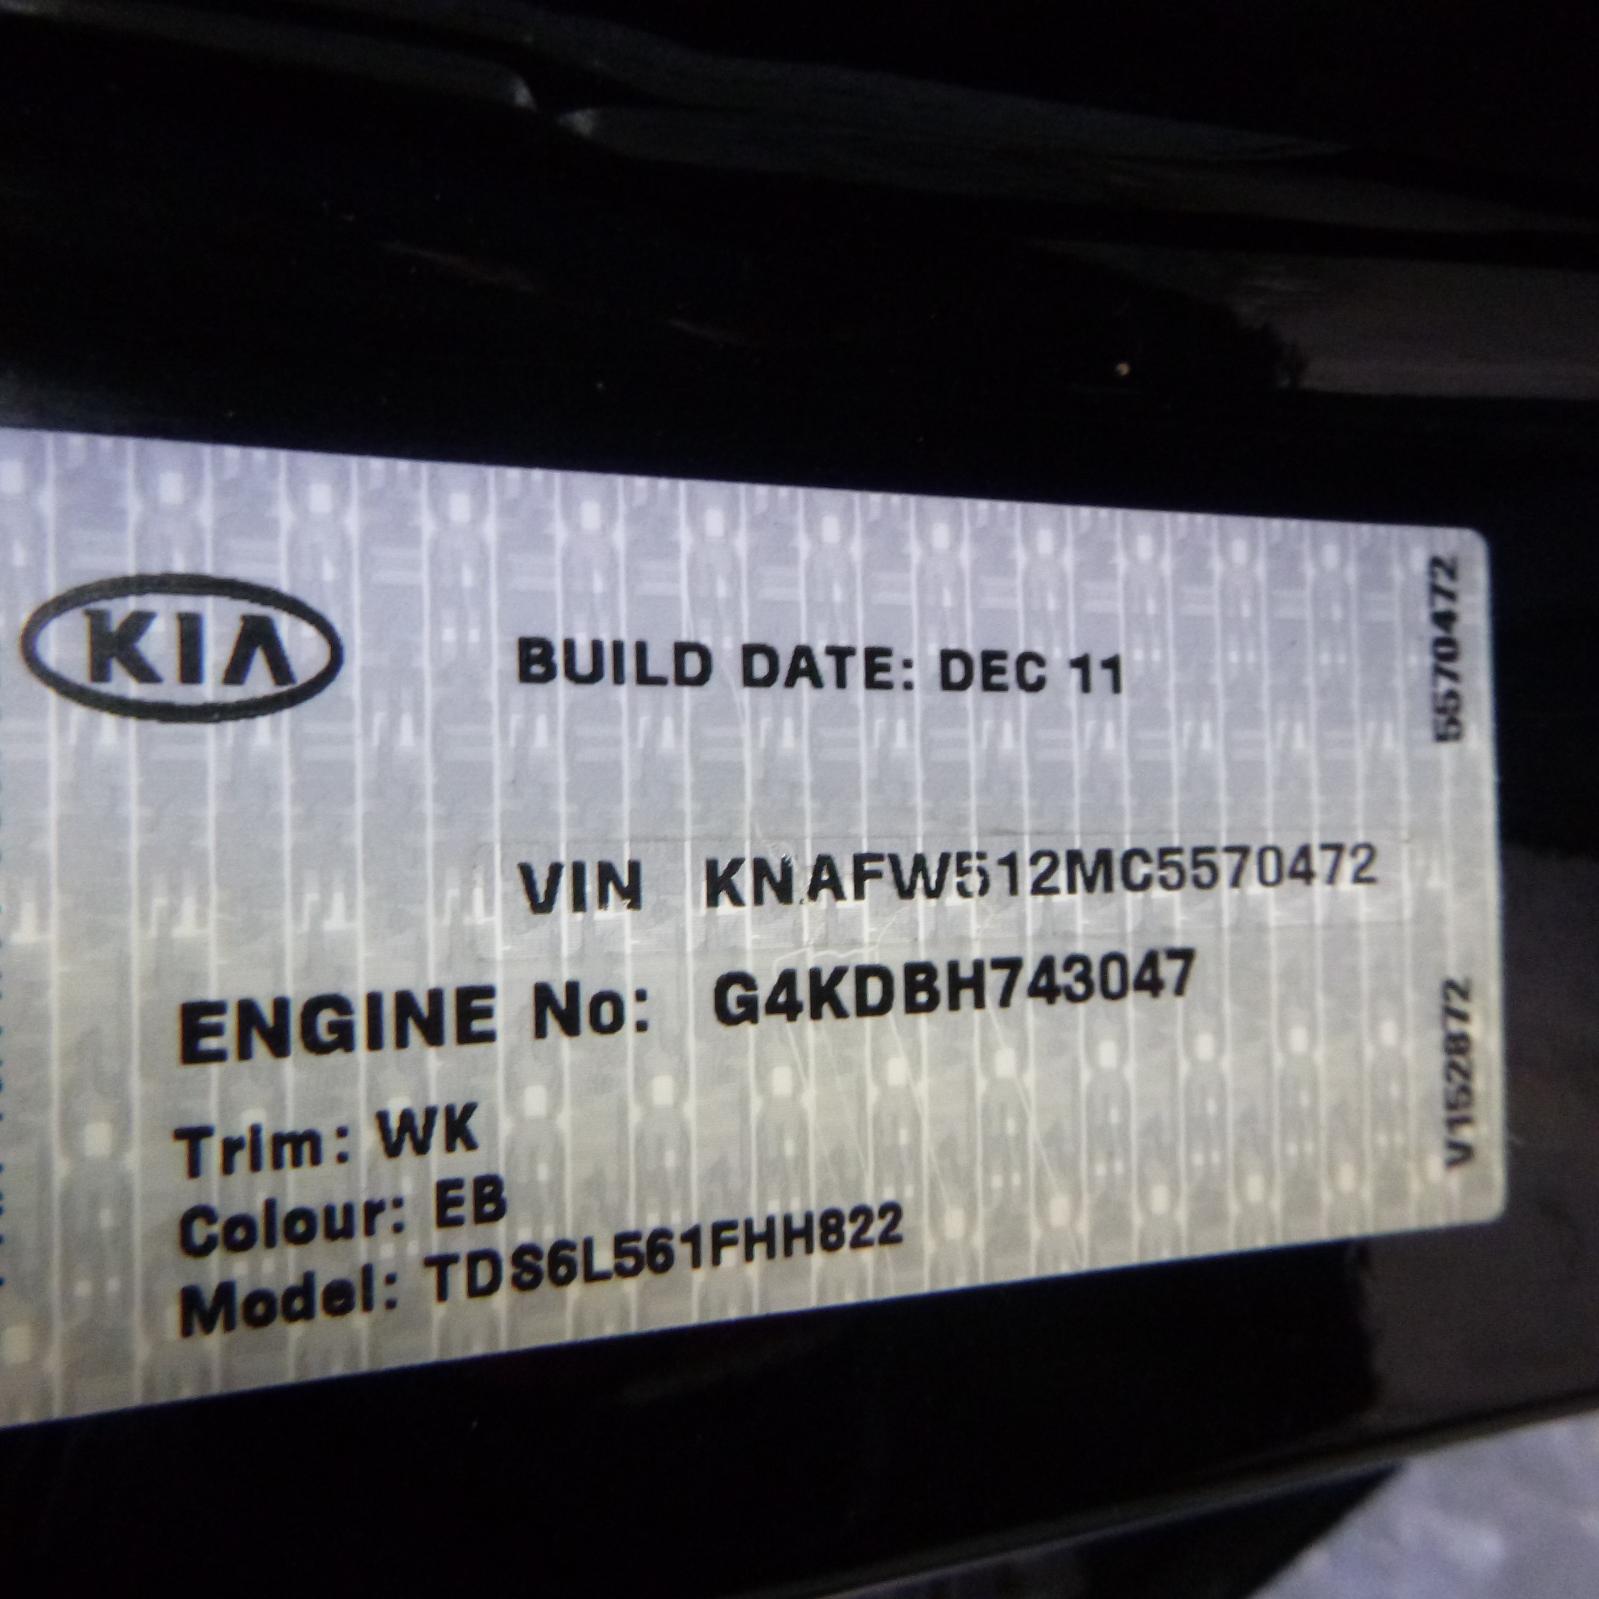 KIA
BUILD DATE: DEC 11
VIN KNAFW512MC5570472
ENGINE No: G4KDBH743047
Trim: WK
Colour: EB
Model: TDS6L561FHH822
5570472
V152872